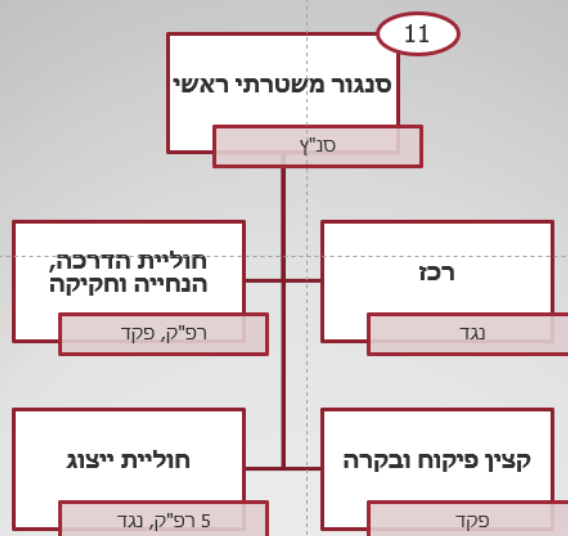 11
סנגור משטרתי ראשי
סנ"ץ
רכז
נגד
חוליית הדרכה,
הנחייה וחקיקה
רפ"ק, פקד
קצין פיקוח ובקרה
פקד
חוליית ייצוג
5 רפ"ק, נגד